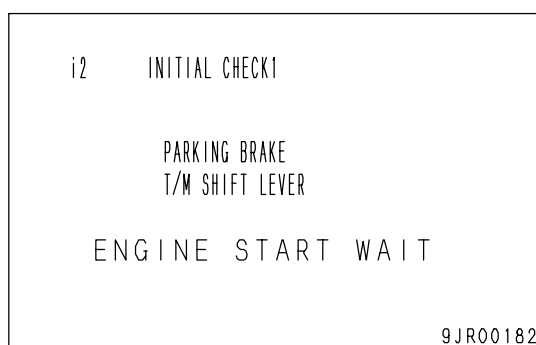 i2 INITIAL CHECK1
PARKING BRAKE
T/M SHIFT LEVER
ENGINE START WAIT
9JR00182